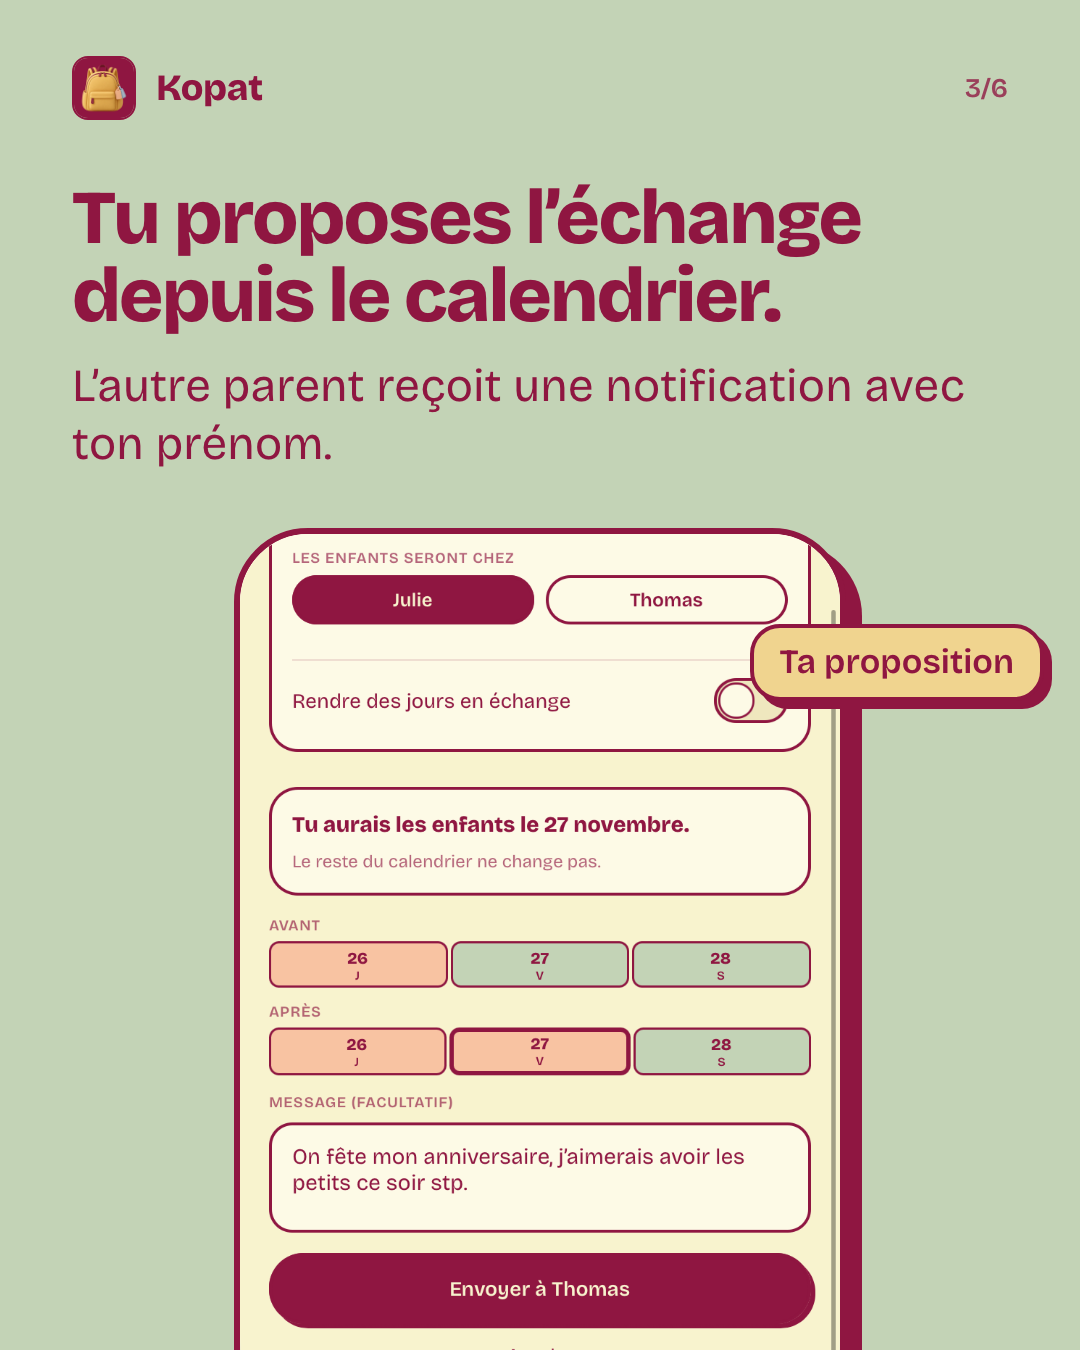 Kopat
3/6
Tu proposes l’échange
depuis le calendrier.
L’autre parent reçoit une notification avec
ton prénom.
LES ENFANTS SERONT CHEZ
Julie
Thomas
Ta proposition
Rendre des jours en échange
Tu aurais les enfants le 27 novembre.
Le reste du calendrier ne change pas.
AVANT
26
J
27
V
28
S
APRÈS
26
J
27
V
28
S
MESSAGE (FACULTATIF)
On fête mon anniversaire, j’aimerais avoir les
petits ce soir stp.
Envoyer à Thomas